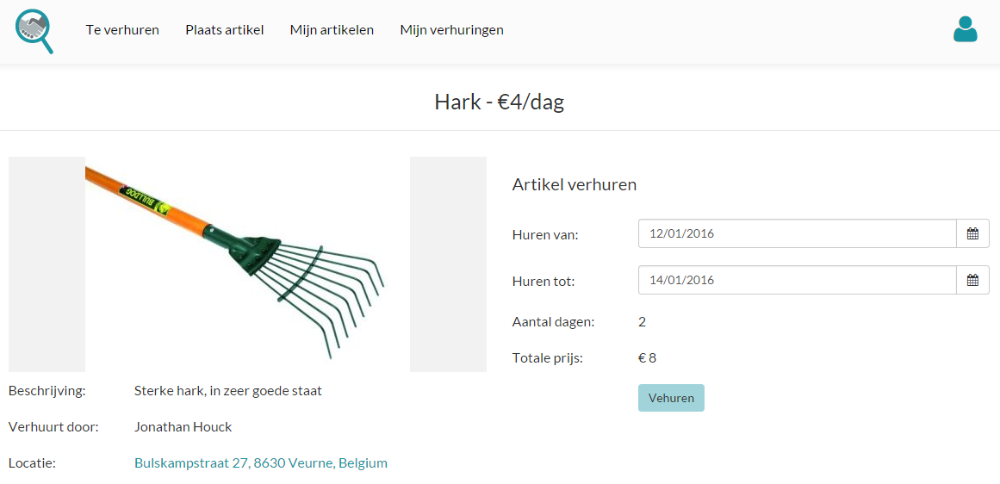 Te verhuren Plaats artikel Mijn artikelen Mijn verhuringen
Hark - €4/dag
BULLDOG
Beschrijving: Sterke hark, in zeer goede staat
Verhuurt door: Jonathan Houck
Locatie: Bulskampstraat 27, 8630 Veurne, Belgium
Artikel verhuren
Huren van: 12/01/2016
Huren tot: 14/01/2016
Aantal dagen: 2
Totale prijs: € 8
Vehuren